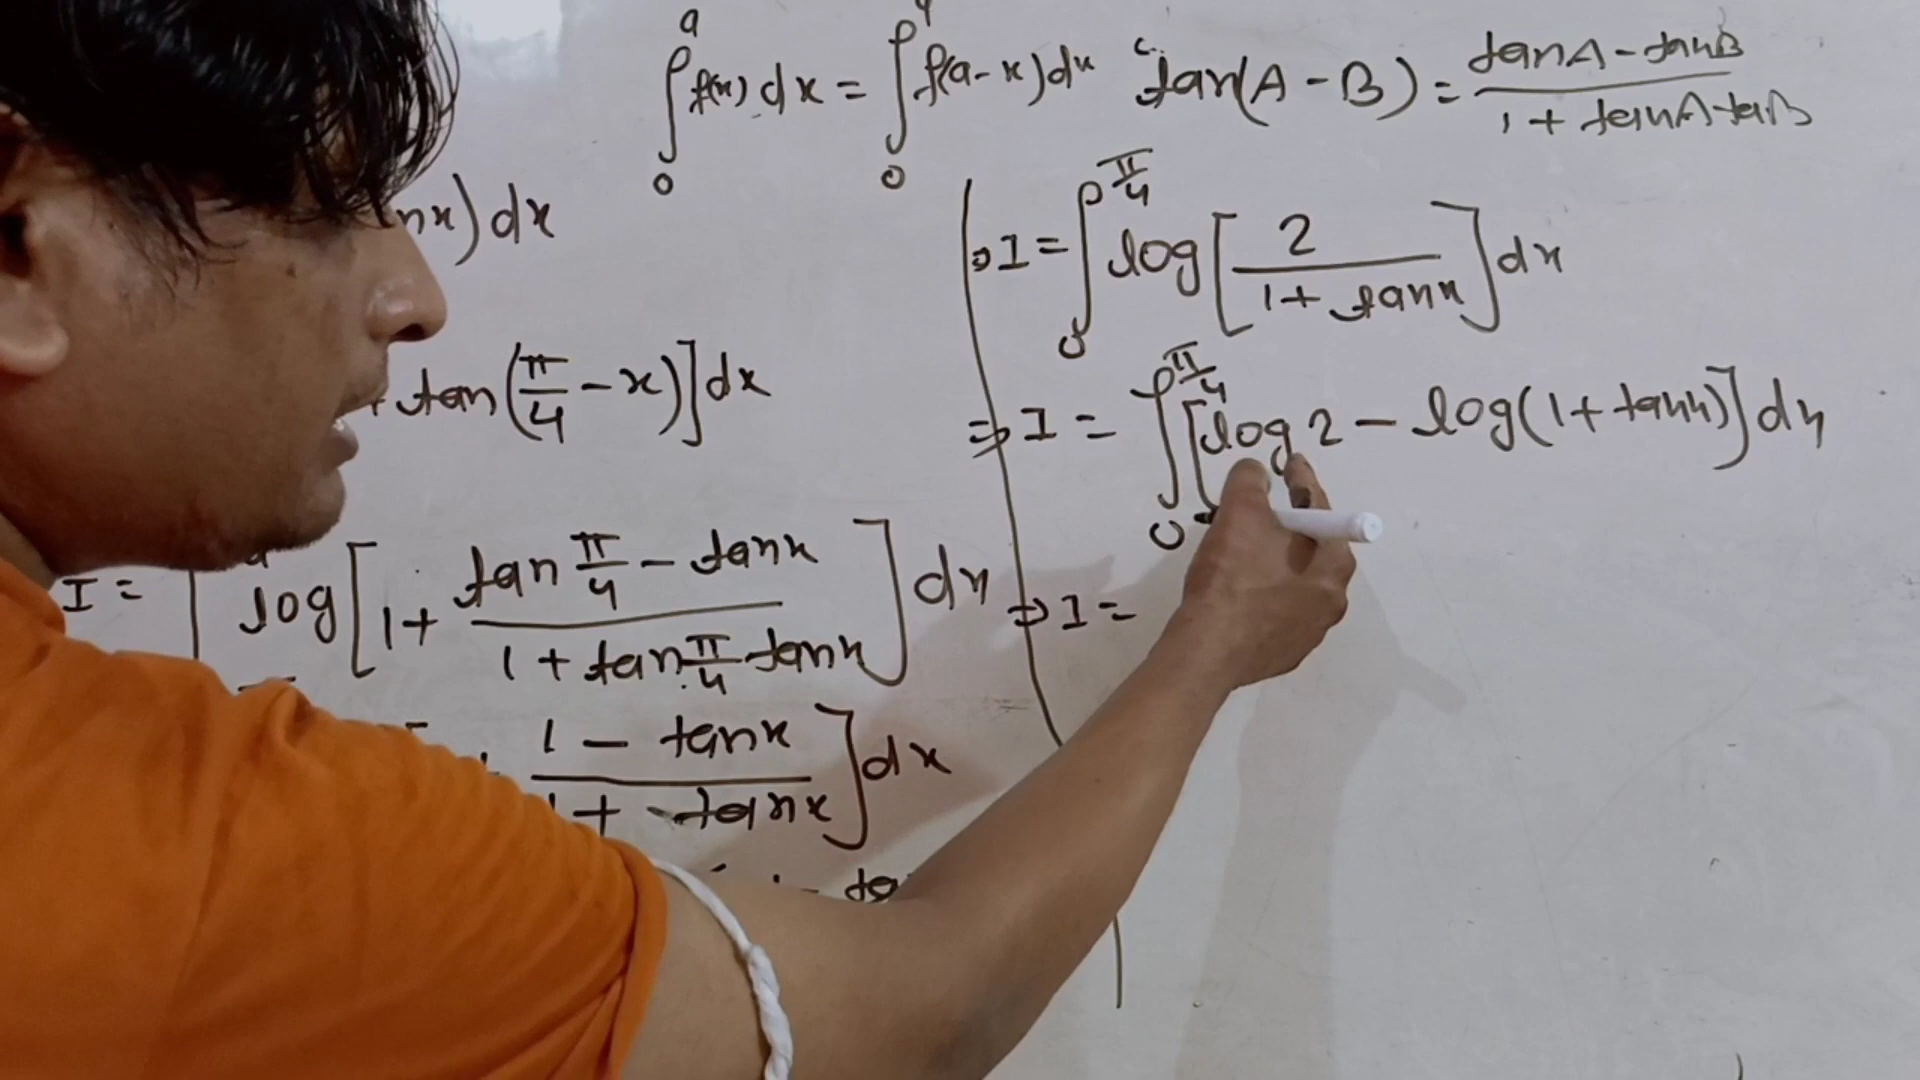 ∫₀ᵃ f(x) dx = ∫₀ᵃ f(a-x) dx tan(A - B) = (tanA - tanB) / (1 + tanA tanB)
nx) dx
tan(π/4 - x)] dx
I = log[1 + (tan π/4 - tanx) / (1 + tan π/4 tanx)] dx
1 - tanx / + tanx ] dx
⇒ I = ∫₀^(π/4) log[2 / (1 + tanx)] dx
⇒ I = ∫₀^(π/4) [log 2 - log(1 + tanx)] dx
⇒ I =